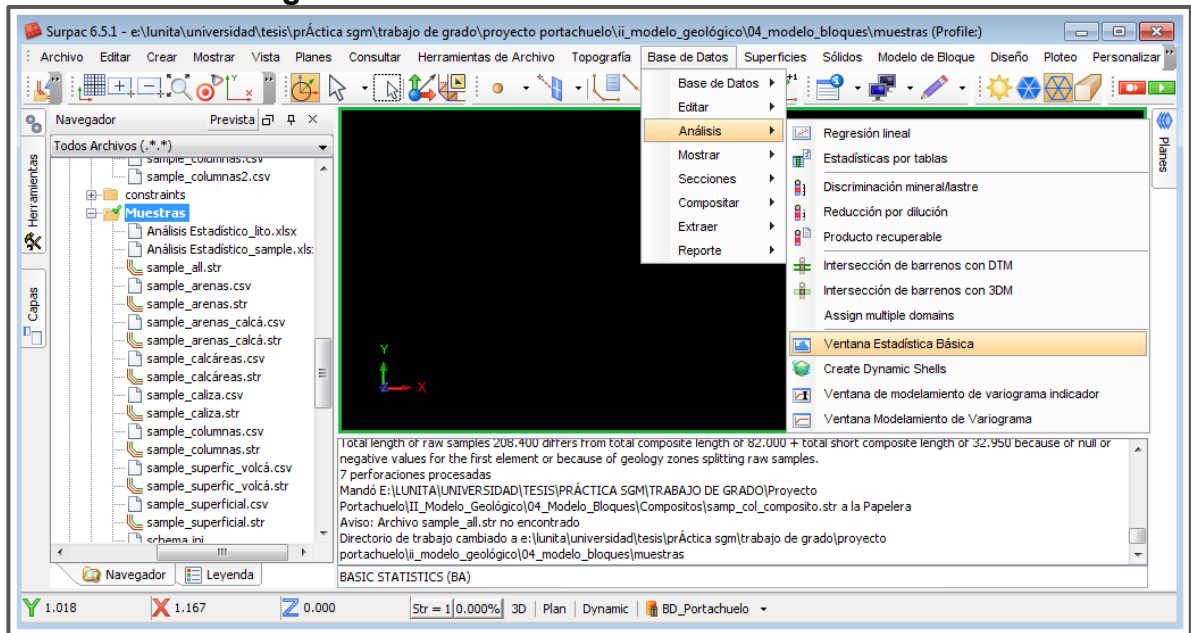 Surpac 6.5.1 - e:\lunita\universidad\tesis\prÁctica sgm\trabajo de grado\proyecto portachuelo\ii_modelo_geológico\04_modelo_bloques\muestras (Profile:)
Archivo Editar Crear Mostrar Vista Planes Consultar Herramientas de Archivo Topografía Base de Datos Superficies Sólidos Modelo de Bloque Diseño Ploteo Personalizar
Navegador Prevista
Todos Archivos (.*.*)
sample_columnas.csv
sample_columnas2.csv
constraints
Muestras
Análisis Estadístico_lito.xlsx
Análisis Estadístico_sample.xls
sample_all.str
sample_arenas.csv
sample_arenas.str
sample_arenas_calcá.csv
sample_arenas_calcá.str
sample_calcáreas.csv
sample_calcáreas.str
sample_caliza.csv
sample_caliza.str
sample_columnas.csv
sample_columnas.str
sample_superfic_volcá.csv
sample_superfic_volcá.str
sample_superficial.csv
sample_superficial.str
schema.ini
Navegador Leyenda
Herramientas
Capas
Planes
Base de Datos
Editar
Análisis
Mostrar
Secciones
Compositar
Extraer
Reporte
Regresión lineal
Estadísticas por tablas
Discriminación mineral/lastre
Reducción por dilución
Producto recuperable
Intersección de barrenos con DTM
Intersección de barrenos con 3DM
Assign multiple domains
Ventana Estadística Básica
Create Dynamic Shells
Ventana de modelamiento de variograma indicador
Ventana Modelamiento de Variograma
Y
Z X
Total length of raw samples 208.400 differs from total composite length of 82.000 + total short composite length of 32.950 because of null or
negative values for the first element or because of geology zones splitting raw samples.
7 perforaciones procesadas
Mandó E:\LUNITA\UNIVERSIDAD\TESIS\PRÁCTICA SGM\TRABAJO DE GRADO\Proyecto
Portachuelo\II_Modelo_Geológico\04_Modelo_Bloques\Compositos\samp_col_composito.str a la Papelera
Aviso: Archivo sample_all.str no encontrado
Directorio de trabajo cambiado a e:\lunita\universidad\tesis\prÁctica sgm\trabajo de grado\proyecto
portachuelo\ii_modelo_geológico\04_modelo_bloques\muestras
BASIC STATISTICS (BA)
Y 1.018 X 1.167 Z 0.000 Str = 1 0.000% 3D Plan Dynamic BD_Portachuelo